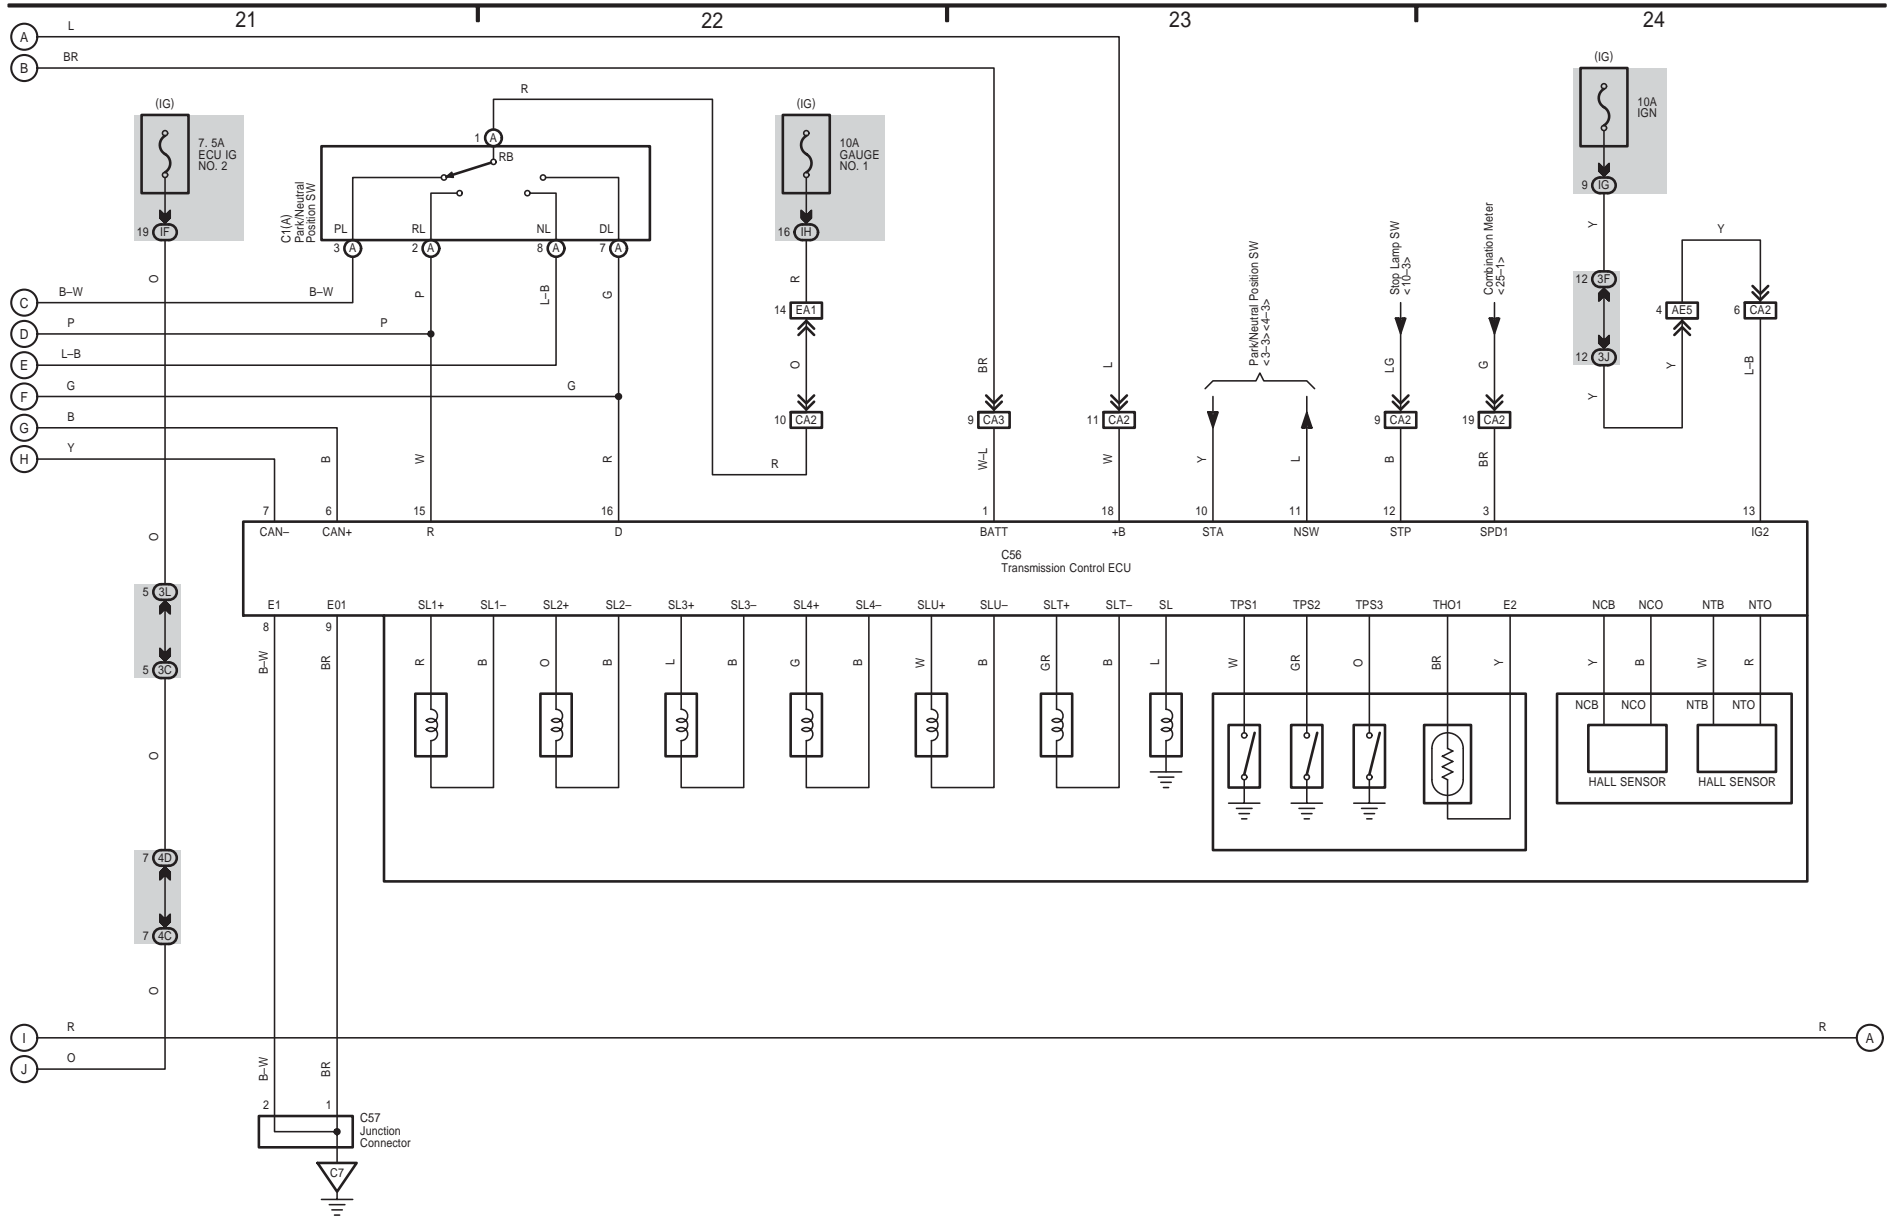 21
22
23
24
A
L
B
BR
R
(IG)
7. 5A
ECU IG
NO. 2
19
IF
O
C1(A)
Park/Neutral
Position SW
1
A
RB
PL
RL
NL
DL
3
A
2
A
8
A
7
A
(IG)
10A
GAUGE
NO. 1
16
IH
R
14
EA1
O
10
CA2
R
(IG)
10A
IGN
9
IG
Y
12
3F
12
3J
Y
Y
4
AE5
Y
6
CA2
L–B
C
B–W
B–W
D
P
P
P
E
L–B
L–B
F
G
G
G
G
B
B
H
Y
W
R
BR
9
CA3
W–L
L
11
CA2
W
Park/Neutral Position SW
<3–3><4–3>
Y
L
Stop Lamp SW
<10–3>
LG
9
CA2
B
Combination Meter
<25–1>
G
19
CA2
BR
7
6
15
16
1
18
10
11
12
3
13
CAN–
CAN+
R
D
BATT
+B
STA
NSW
STP
SPD1
IG2
C56
Transmission Control ECU
E1
E01
SL1+
SL1–
SL2+
SL2–
SL3+
SL3–
SL4+
SL4–
SLU+
SLU–
SLT+
SLT–
SL
TPS1
TPS2
TPS3
THO1
E2
NCB
NCO
NTB
NTO
8
9
B–W
BR
R
B
O
B
L
B
G
B
W
B
GR
B
L
W
GR
O
BR
Y
Y
B
W
R
NCB
NCO
NTB
NTO
HALL SENSOR
HALL SENSOR
O
5
3L
5
3C
O
7
4D
7
4C
O
I
R
R
A
J
O
B–W
BR
2
1
C57
Junction
Connector
C7